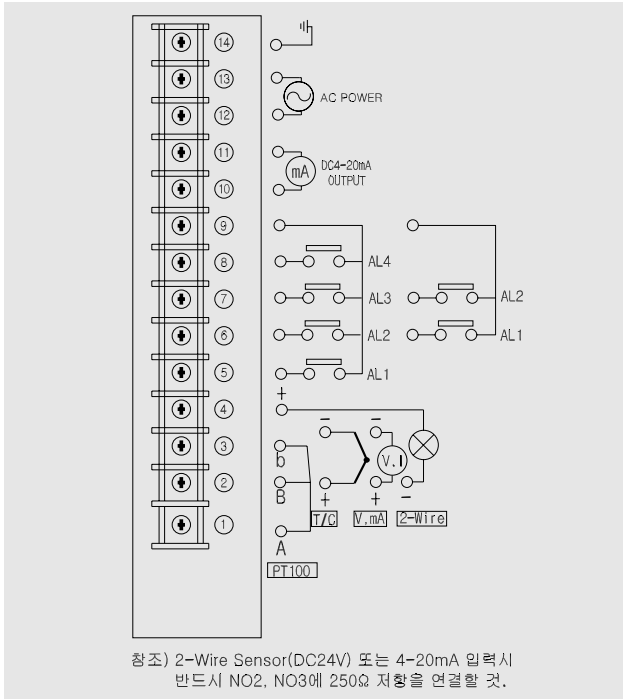 ⑭
⑬
AC POWER
⑫
⑪
mA DC4-20mA
OUTPUT
⑩
⑨
⑧ AL4
⑦ AL3 AL2
⑥ AL2 AL1
⑤ AL1
+
④
− −
③ b V.I
②
B + + −
T/C V,mA 2-Wire
①
A
PT100
참조) 2-Wire Sensor(DC24V) 또는 4-20mA 입력시
반드시 NO2, NO3에 250Ω 저항을 연결할 것.